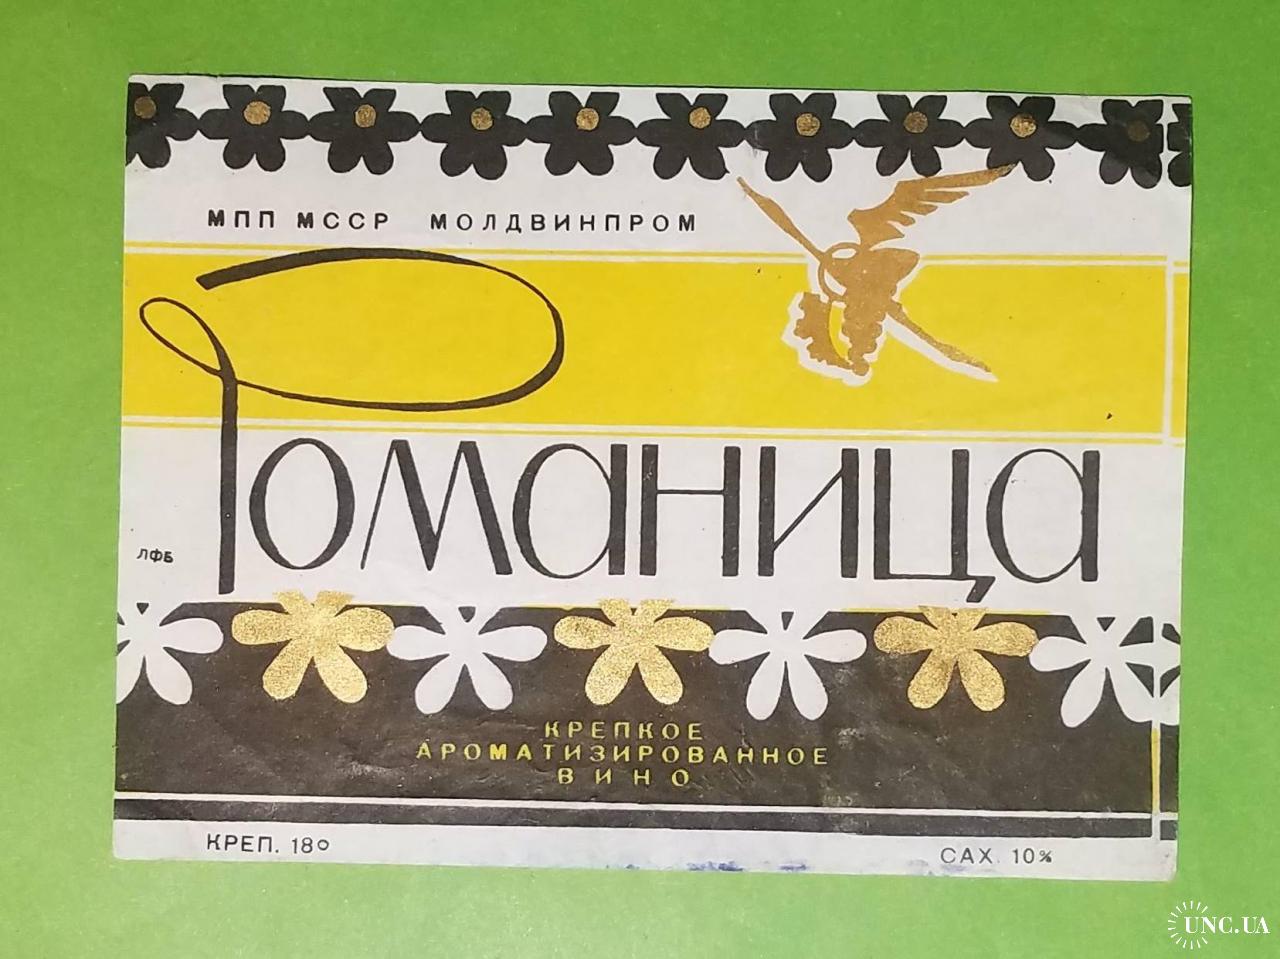 МПП МССР МОЛДВИНПРОМ
Романица
ЛФБ
КРЕПКОЕ
АРОМАТИЗИРОВАННОЕ
ВИНО
КРЕП. 18° САХ. 10%
UNC.UA